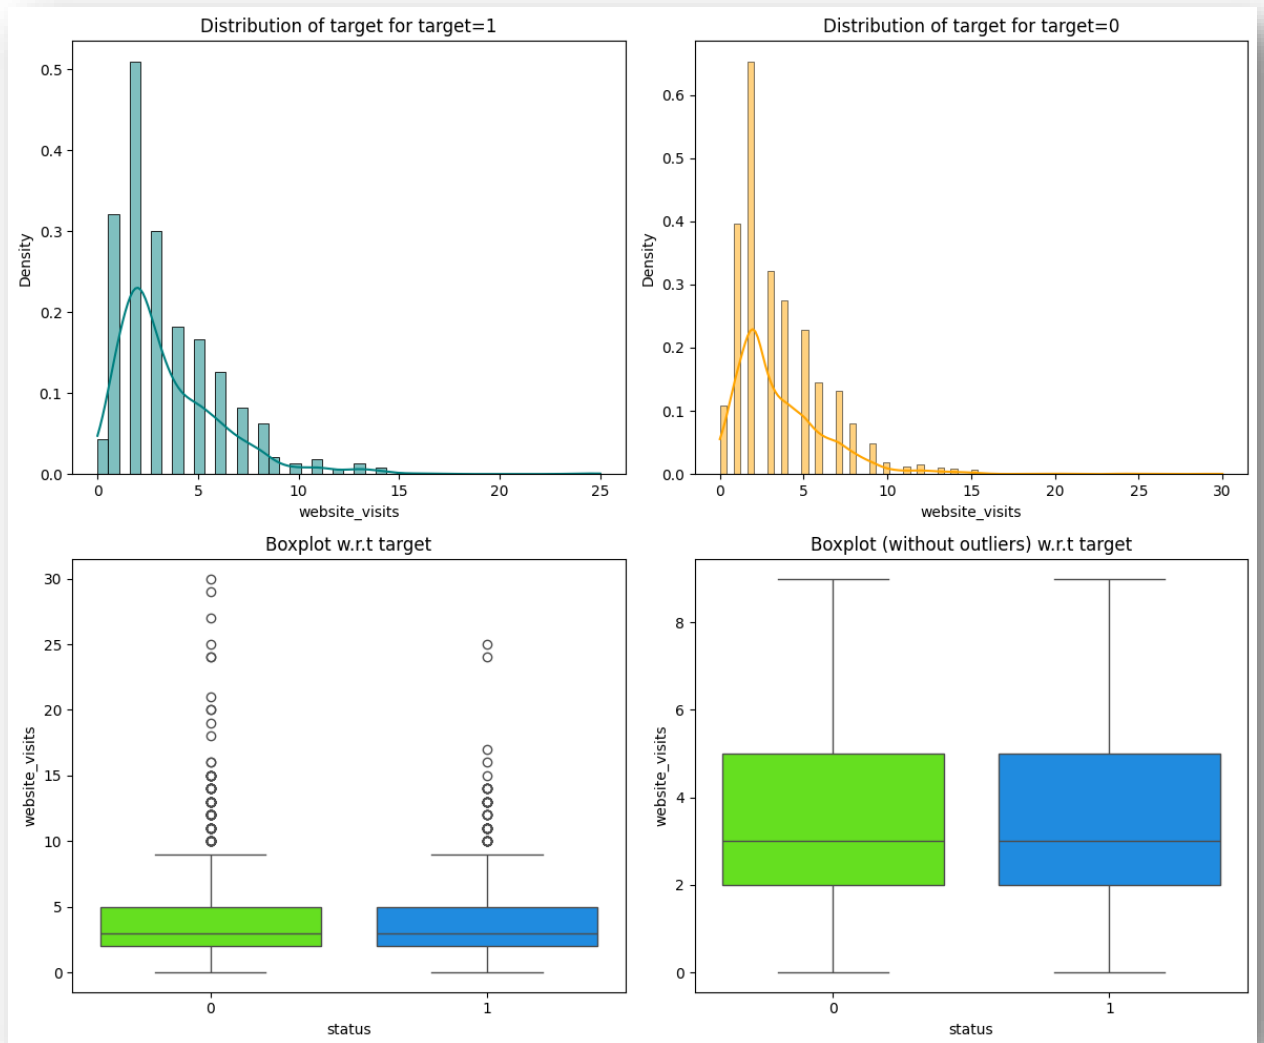 Distribution of target for target=1
0.5
0.4
0.3
0.2
0.1
0.0
Density
0 5 10 15 20 25
website_visits
Distribution of target for target=0
0.6
0.5
0.4
0.3
0.2
0.1
0.0
Density
0 5 10 15 20 25 30
website_visits
Boxplot w.r.t target
30
25
20
15
10
5
0
website_visits
0 1
status
Boxplot (without outliers) w.r.t target
8
6
4
2
0
website_visits
0 1
status